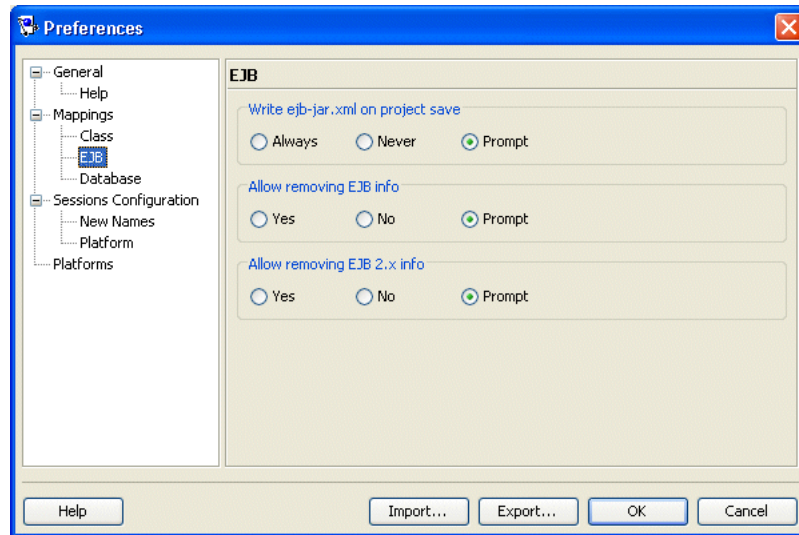 Preferences
General
Help
Mappings
Class
EJB
Database
Sessions Configuration
New Names
Platform
Platforms
EJB
Write ejb-jar.xml on project save
Always Never Prompt
Allow removing EJB info
Yes No Prompt
Allow removing EJB 2.x info
Yes No Prompt
Help Import... Export... OK Cancel